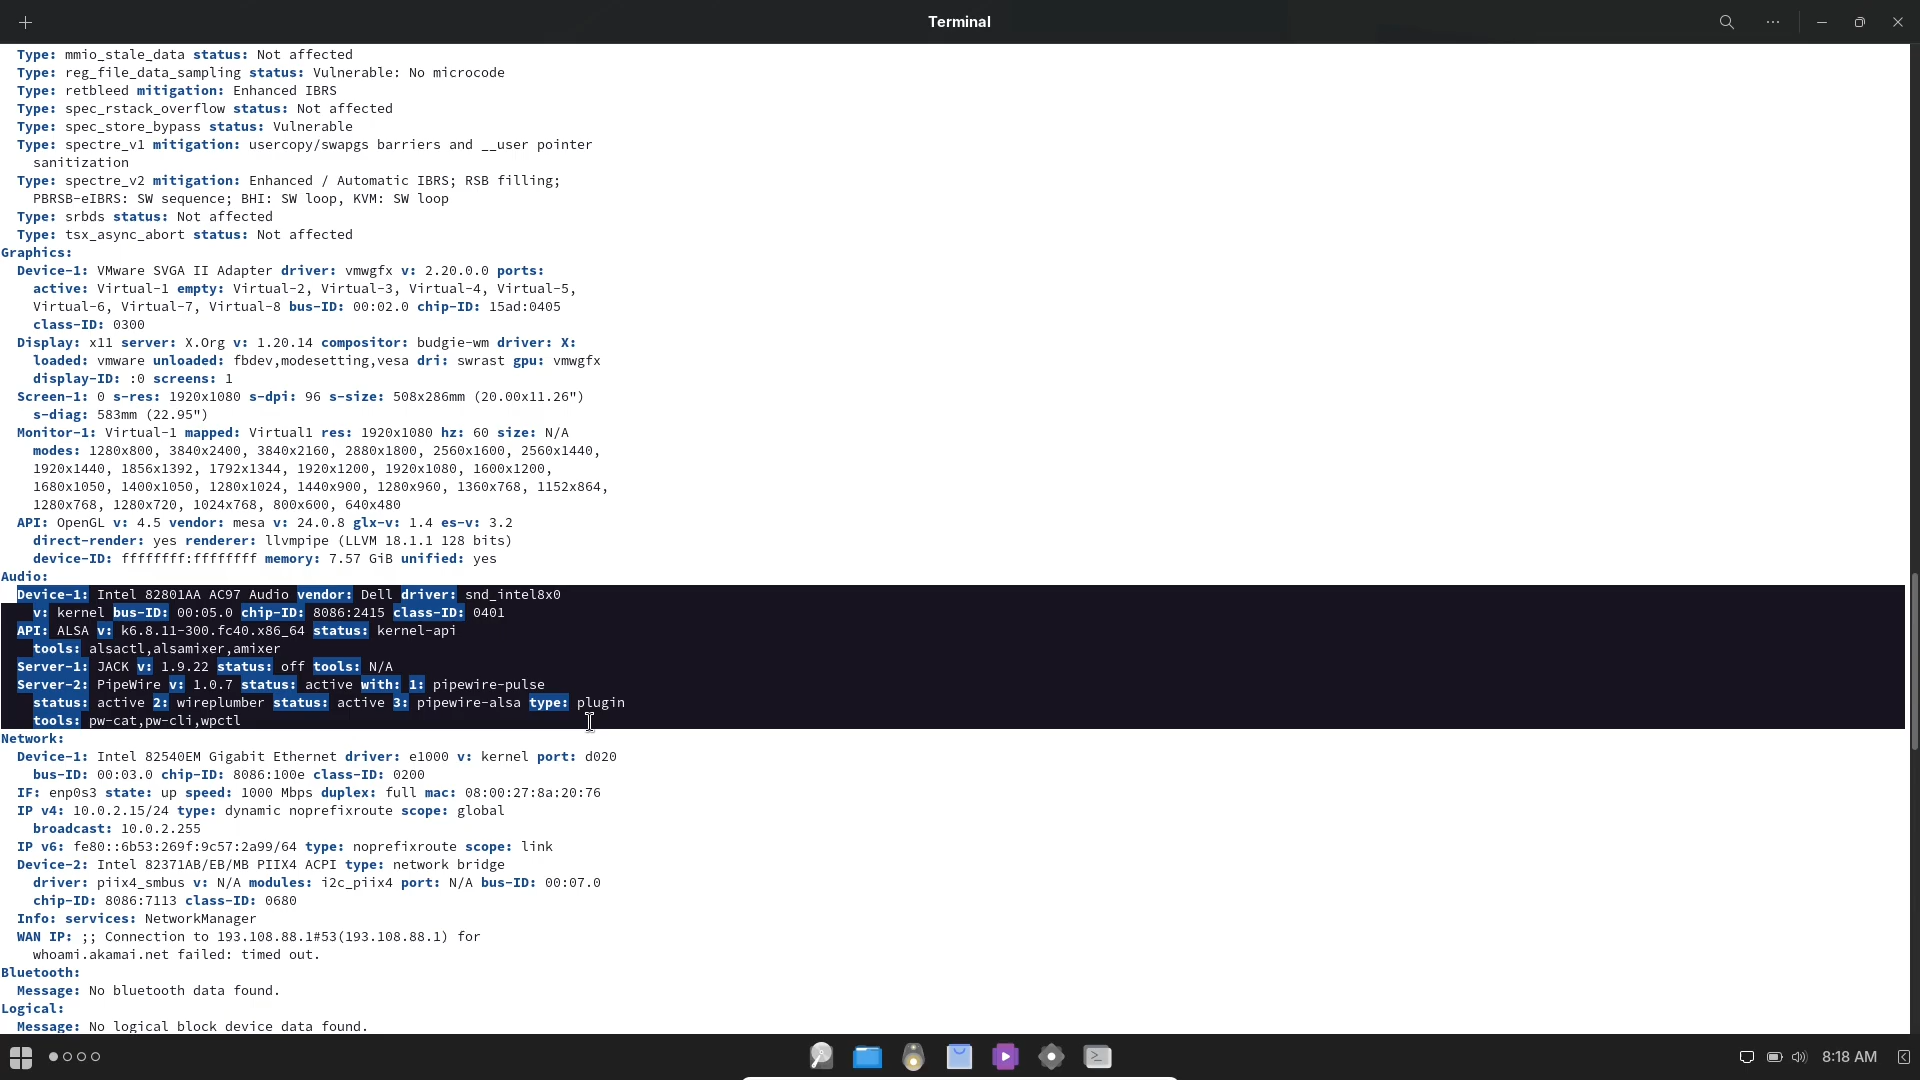 Terminal
Type: mmio_stale_data status: Not affected
Type: reg_file_data_sampling status: Vulnerable: No microcode
Type: retbleed mitigation: Enhanced IBRS
Type: spec_rstack_overflow status: Not affected
Type: spec_store_bypass status: Vulnerable
Type: spectre_v1 mitigation: usercopy/swapgs barriers and __user pointer
sanitization
Type: spectre_v2 mitigation: Enhanced / Automatic IBRS; RSB filling;
PBRSB-eIBRS: SW sequence; BHI: SW loop, KVM: SW loop
Type: srbds status: Not affected
Type: tsx_async_abort status: Not affected
Graphics:
Device-1: VMware SVGA II Adapter driver: vmwgfx v: 2.20.0.0 ports:
active: Virtual-1 empty: Virtual-2, Virtual-3, Virtual-4, Virtual-5,
Virtual-6, Virtual-7, Virtual-8 bus-ID: 00:02.0 chip-ID: 15ad:0405
class-ID: 0300
Display: x11 server: X.Org v: 1.20.14 compositor: budgie-wm driver: X:
loaded: vmware unloaded: fbdev,modesetting,vesa dri: swrast gpu: vmwgfx
display-ID: :0 screens: 1
Screen-1: 0 s-res: 1920x1080 s-dpi: 96 s-size: 508x286mm (20.00x11.26")
s-diag: 583mm (22.95")
Monitor-1: Virtual-1 mapped: Virtual1 res: 1920x1080 hz: 60 size: N/A
modes: 1280x800, 3840x2400, 3840x2160, 2880x1800, 2560x1600, 2560x1440,
1920x1440, 1856x1392, 1792x1344, 1920x1200, 1920x1080, 1600x1200,
1680x1050, 1400x1050, 1280x1024, 1440x900, 1280x960, 1360x768, 1152x864,
1280x768, 1280x720, 1024x768, 800x600, 640x480
API: OpenGL v: 4.5 vendor: mesa v: 24.0.8 glx-v: 1.4 es-v: 3.2
direct-render: yes renderer: llvmpipe (LLVM 18.1.1 128 bits)
device-ID: ffffffff:ffffffff memory: 7.57 GiB unified: yes
Audio:
Device-1: Intel 82801AA AC97 Audio vendor: Dell driver: snd_intel8x0
v: kernel bus-ID: 00:05.0 chip-ID: 8086:2415 class-ID: 0401
API: ALSA v: k6.8.11-300.fc40.x86_64 status: kernel-api
tools: alsactl,alsamixer,amixer
Server-1: JACK v: 1.9.22 status: off tools: N/A
Server-2: PipeWire v: 1.0.7 status: active with: 1: pipewire-pulse
status: active 2: wireplumber status: active 3: pipewire-alsa type: plugin
tools: pw-cat,pw-cli,wpctl
Network:
Device-1: Intel 82540EM Gigabit Ethernet driver: e1000 v: kernel port: d020
bus-ID: 00:03.0 chip-ID: 8086:100e class-ID: 0200
IF: enp0s3 state: up speed: 1000 Mbps duplex: full mac: 08:00:27:8a:20:76
IP v4: 10.0.2.15/24 type: dynamic noprefixroute scope: global
broadcast: 10.0.2.255
IP v6: fe80::6b53:269f:9c57:2a99/64 type: noprefixroute scope: link
Device-2: Intel 82371AB/EB/MB PIIX4 ACPI type: network bridge
driver: piix4_smbus v: N/A modules: i2c_piix4 port: N/A bus-ID: 00:07.0
chip-ID: 8086:7113 class-ID: 0680
Info: services: NetworkManager
WAN IP: ;; Connection to 193.108.88.1#53(193.108.88.1) for
whoami.akamai.net failed: timed out.
Bluetooth:
Message: No bluetooth data found.
Logical:
Message: No logical block device data found.
8:18 AM